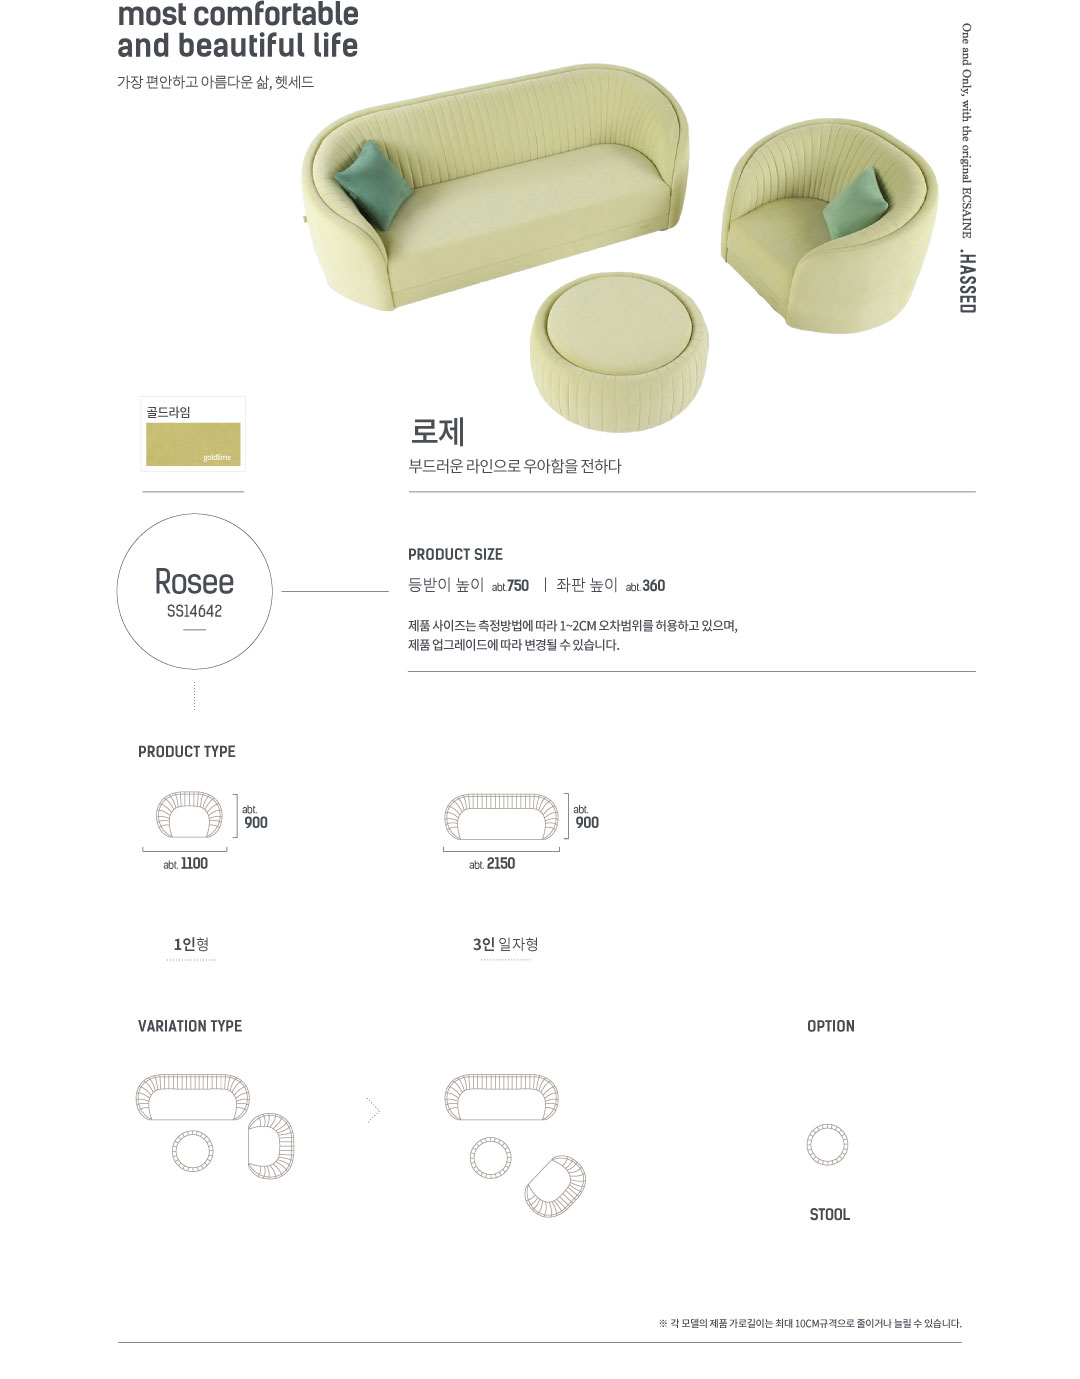 most comfortable
and beautiful life
가장 편안하고 아름다운 삶, 헷세드
One and Only, with the original ECSAINE .HASSED
골드라임
goldlime
로제
부드러운 라인으로 우아함을 전하다
Rosee
SS14642
PRODUCT SIZE
등받이 높이 abt.750 | 좌판 높이 abt.360
제품 사이즈는 측정방법에 따라 1~2CM 오차범위를 허용하고 있으며,
제품 업그레이드에 따라 변경될 수 있습니다.
PRODUCT TYPE
abt.
900
abt. 1100
abt.
900
abt. 2150
1인형
3인 일자형
VARIATION TYPE
OPTION
STOOL
※ 각 모델의 제품 가로길이는 최대 10CM규격으로 줄이거나 늘릴 수 있습니다.